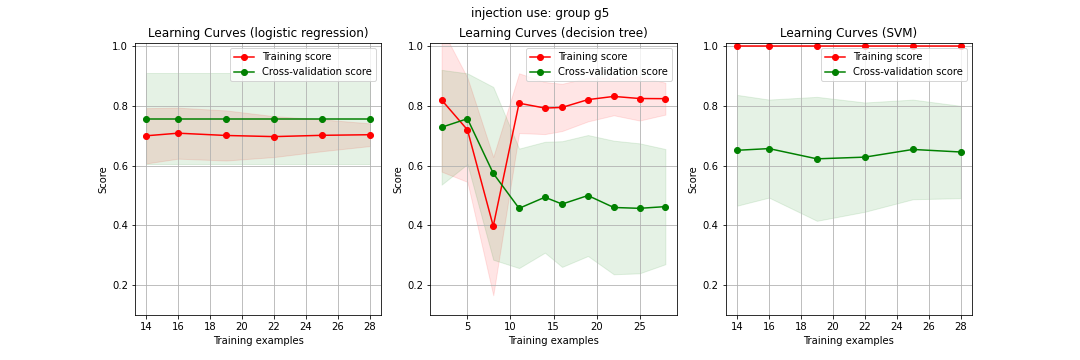 injection use: group g5
Learning Curves (logistic regression)
Training score
Cross-validation score
1.0
0.8
0.6
0.4
0.2
Score
14 16 18 20 22 24 26 28
Training examples
Learning Curves (decision tree)
Training score
Cross-validation score
1.0
0.8
0.6
0.4
0.2
Score
5 10 15 20 25
Training examples
Learning Curves (SVM)
Training score
Cross-validation score
1.0
0.8
0.6
0.4
0.2
Score
14 16 18 20 22 24 26 28
Training examples